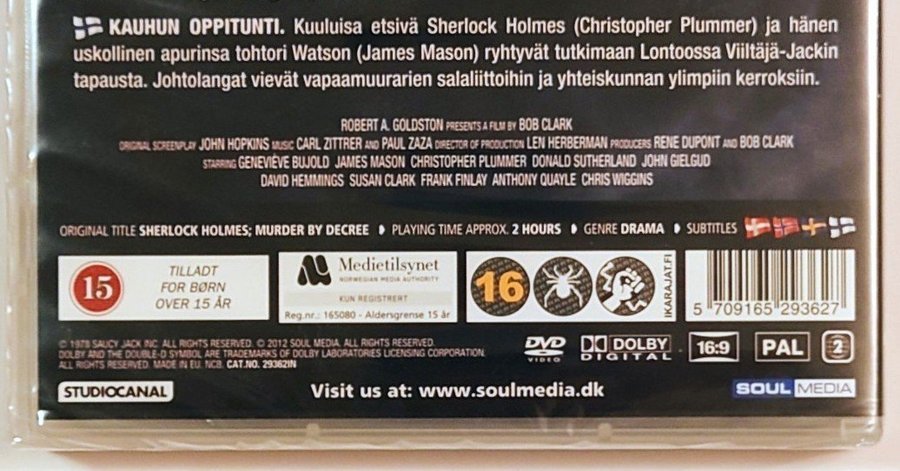 KAUHUN OPPITUNTI. Kuuluisa etsivä Sherlock Holmes (Christopher Plummer) ja hänen
uskollinen apurinsa tohtori Watson (James Mason) ryhtyvät tutkimaan Lontoossa Viiltäjä-Jackin
tapausta. Johtolangat vievät vapaamuurarien salaliittoihin ja yhteiskunnan ylimpiin kerroksiin.
ROBERT A. GOLDSTON PRESENTS A FILM BY BOB CLARK
ORIGINAL SCREENPLAY JOHN HOPKINS MUSIC CARL ZITTRER AND PAUL ZAZA DIRECTOR OF PRODUCTION LEN HERBERMAN PRODUCERS RENE DUPONT AND BOB CLARK
STARRING GENEVIÈVE BUJOLD JAMES MASON CHRISTOPHER PLUMMER DONALD SUTHERLAND JOHN GIELGUD
DAVID HEMMINGS SUSAN CLARK FRANK FINLAY ANTHONY QUAYLE CHRIS WIGGINS
ORIGINAL TITLE SHERLOCK HOLMES; MURDER BY DECREE PLAYING TIME APPROX. 2 HOURS GENRE DRAMA SUBTITLES
15
TILLADT
FOR BØRN
OVER 15 ÅR
Medietilsynet
NORWEGIAN MEDIA AUTHORITY
KUN REGISTRERT
Reg.nr.: 165080 - Aldersgrense 15 år
16
IKARAJAT.FI
5 709165 293627
© 1978 SAUCY JACK INC. ALL RIGHTS RESERVED. © 2012 SOUL MEDIA. ALL RIGHTS RESERVED.
DOLBY AND THE DOUBLE-D SYMBOL ARE TRADEMARKS OF DOLBY LABORATORIES LICENSING CORPORATION.
ALL RIGHTS RESERVED. MADE IN EU. NCB. CAT.NO. 29362IN
DVD
VIDEO
DOLBY
DIGITAL
16:9
PAL
2
STUDIOCANAL
Visit us at: www.soulmedia.dk
SOUL MEDIA